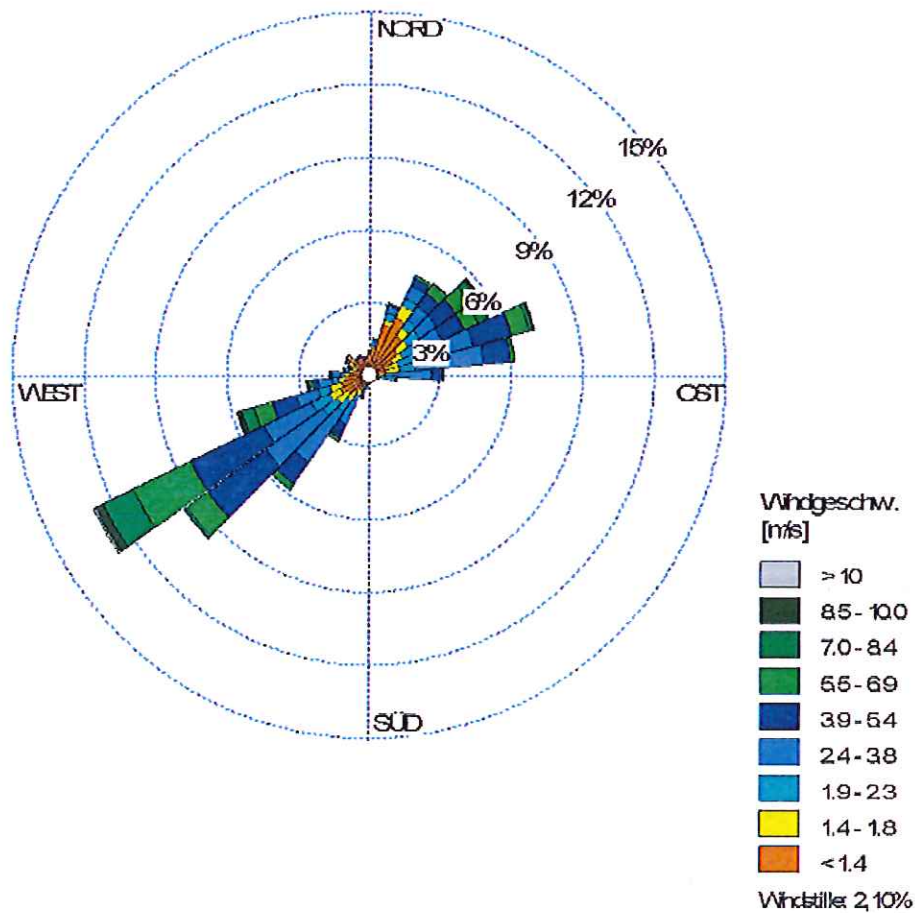 NORD
15%
12%
9%
6%
3%
WEST
OST
SÜD
Windgeschw.
[m/s]
>10
8.5 - 10.0
7.0 - 8.4
5.5 - 6.9
3.9 - 5.4
2.4 - 3.8
1.9 - 2.3
1.4 - 1.8
<1.4
Windstille: 2,10%